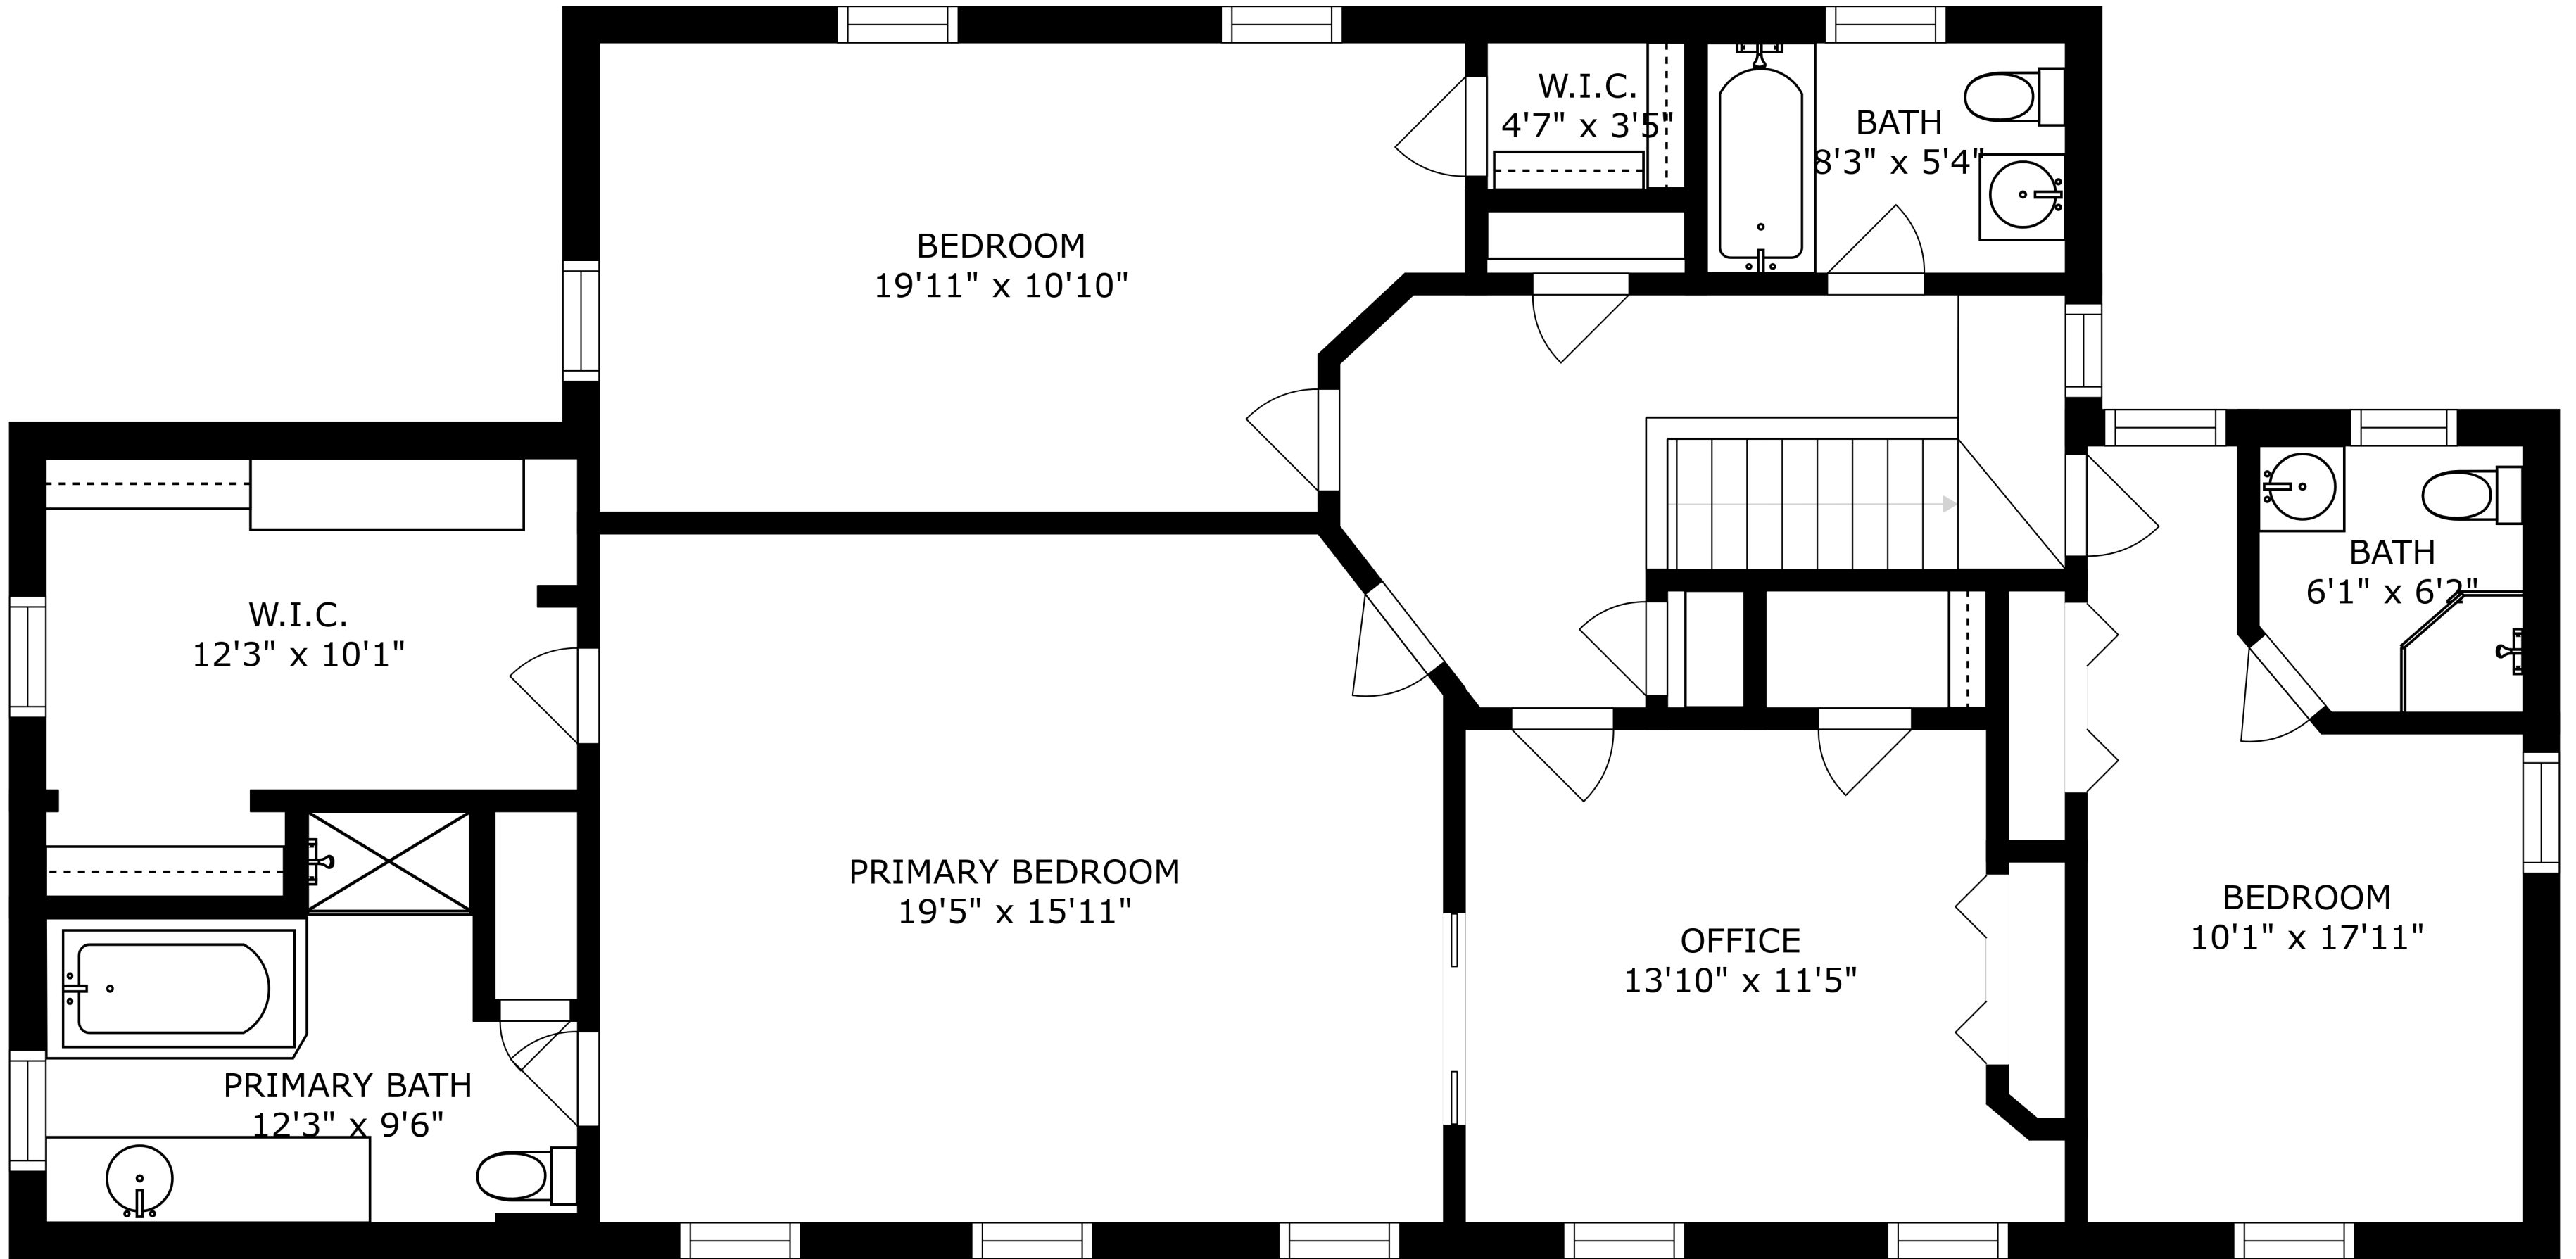 W.I.C.
4'7" x 3'5"
BATH
8'3" x 5'4"
BEDROOM
19'11" x 10'10"
BATH
6'1" x 6'2"
W.I.C.
12'3" x 10'1"
PRIMARY BEDROOM
19'5" x 15'11"
BEDROOM
10'1" x 17'11"
OFFICE
13'10" x 11'5"
PRIMARY BATH
12'3" x 9'6"